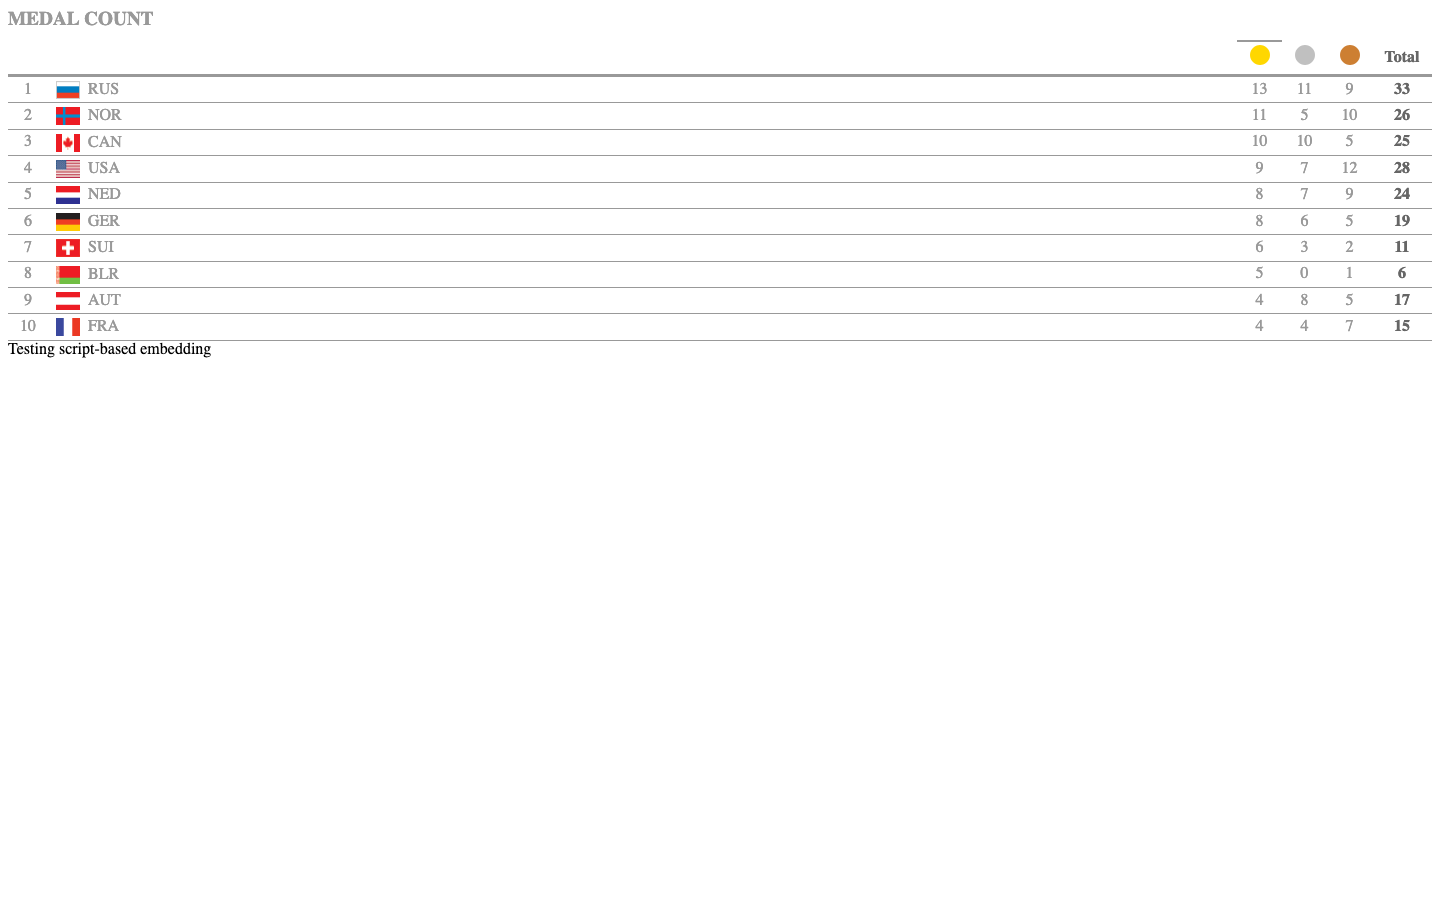 MEDAL COUNT
Total
1 RUS 13 11 9 33
2 NOR 11 5 10 26
3 CAN 10 10 5 25
4 USA 9 7 12 28
5 NED 8 7 9 24
6 GER 8 6 5 19
7 SUI 6 3 2 11
8 BLR 5 0 1 6
9 AUT 4 8 5 17
10 FRA 4 4 7 15
Testing script-based embedding